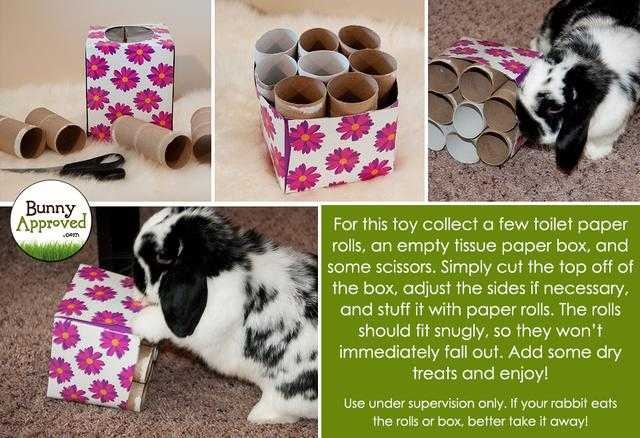 Bunny
Approved
.com
For this toy collect a few toilet paper
rolls, an empty tissue paper box, and
some scissors. Simply cut the top off of
the box, adjust the sides if necessary,
and stuff it with paper rolls. The rolls
should fit snugly, so they won't
immediately fall out. Add some dry
treats and enjoy!
Use under supervision only. If your rabbit eats
the rolls or box, better take it away!